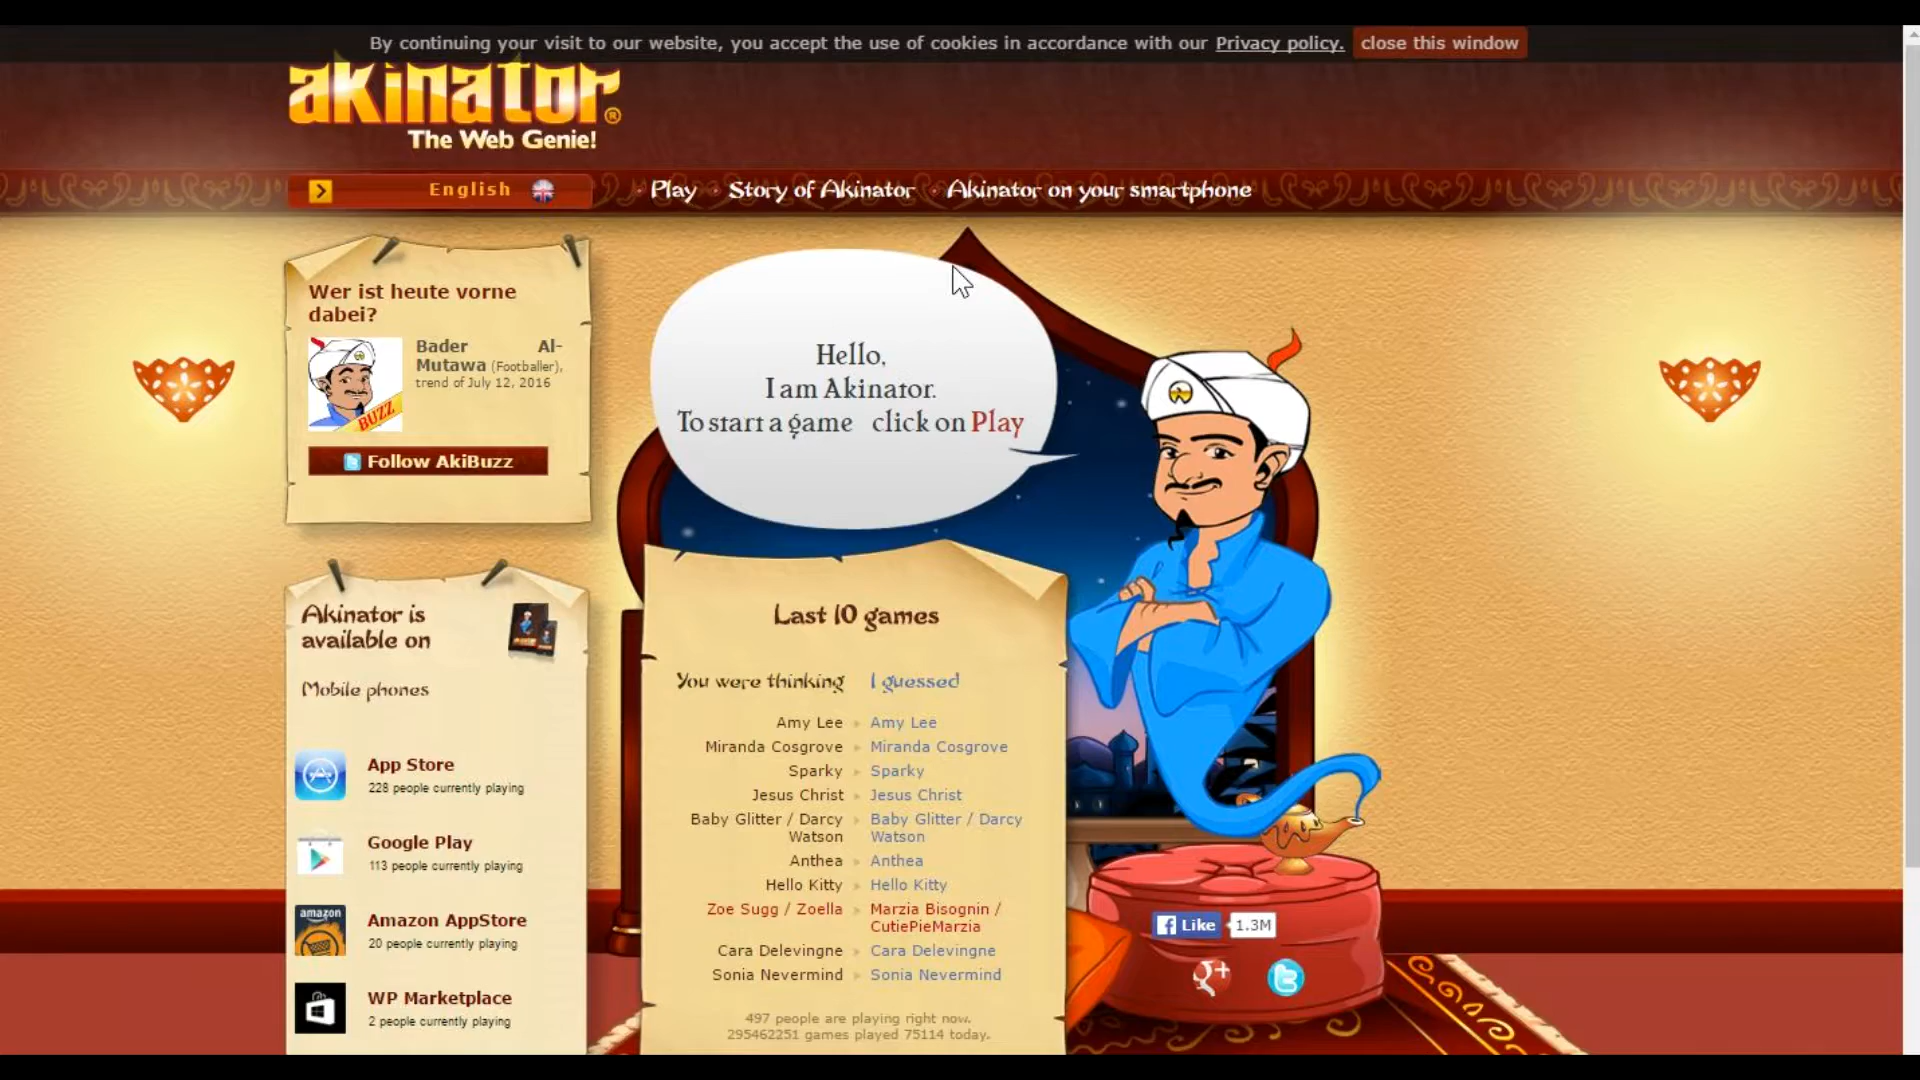 By continuing your visit to our website, you accept the use of cookies in accordance with our Privacy policy. close this window
akinator®
The Web Genie!
English
Play
Story of Akinator
Akinator on your smartphone
Wer ist heute vorne
dabei?
Bader Al-
Mutawa (Footballer),
trend of July 12, 2016
BUZZ
Follow AkiBuzz
Hello,
I am Akinator.
To start a game click on Play
Akinator is
available on
Mobile phones
App Store
228 people currently playing
Google Play
113 people currently playing
amazon
Amazon AppStore
20 people currently playing
WP Marketplace
2 people currently playing
Last 10 games
You were thinking I guessed
Amy Lee Amy Lee
Miranda Cosgrove Miranda Cosgrove
Sparky Sparky
Jesus Christ Jesus Christ
Baby Glitter / Darcy Baby Glitter / Darcy
Watson Watson
Anthea Anthea
Hello Kitty Hello Kitty
Zoe Sugg / Zoella Marzia Bisognin /
CutiePieMarzia
Cara Delevingne Cara Delevingne
Sonia Nevermind Sonia Nevermind
497 people are playing right now.
295462251 games played 75114 today.
Like 1.3M